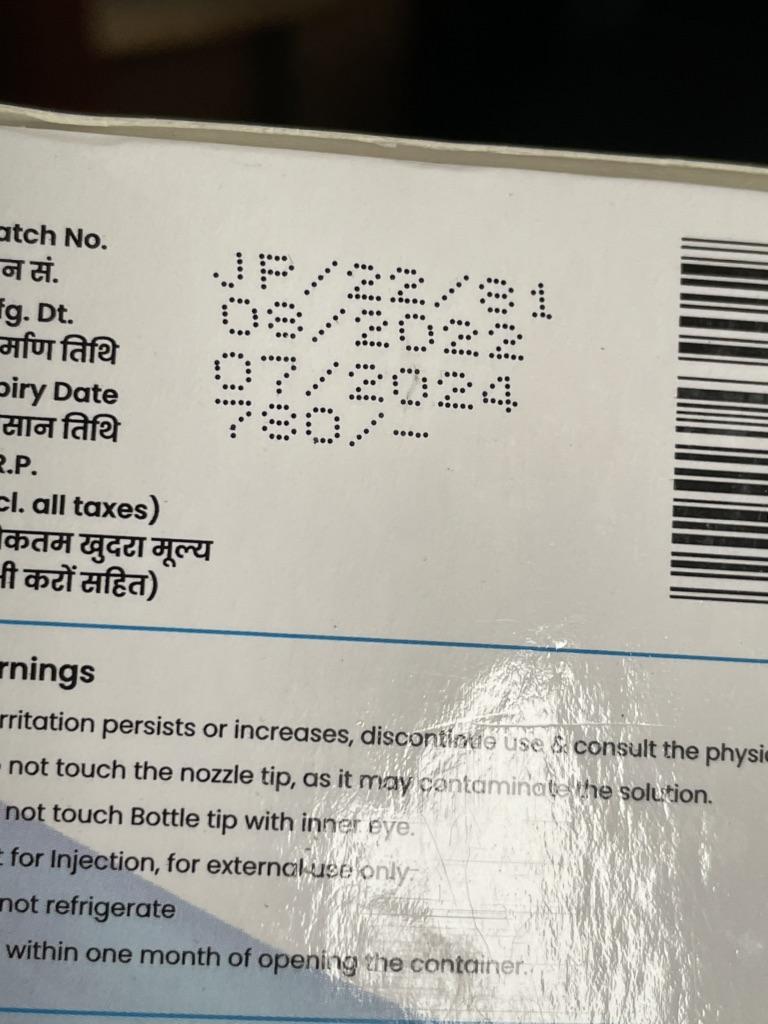 atch No.
JP/22/81
न सं.
fg. Dt.
08/2022
र्माण तिथि
piry Date
07/2024
सान तिथि
R.P.
780/-
cl. all taxes)
कतम खुदरा मूल्य
ी करों सहित)
rnings
rritation persists or increases, discontinue use & consult the physic
not touch the nozzle tip, as it may contaminate the solution.
not touch Bottle tip with inner eye.
t for Injection, for external use only
not refrigerate
within one month of opening the container.